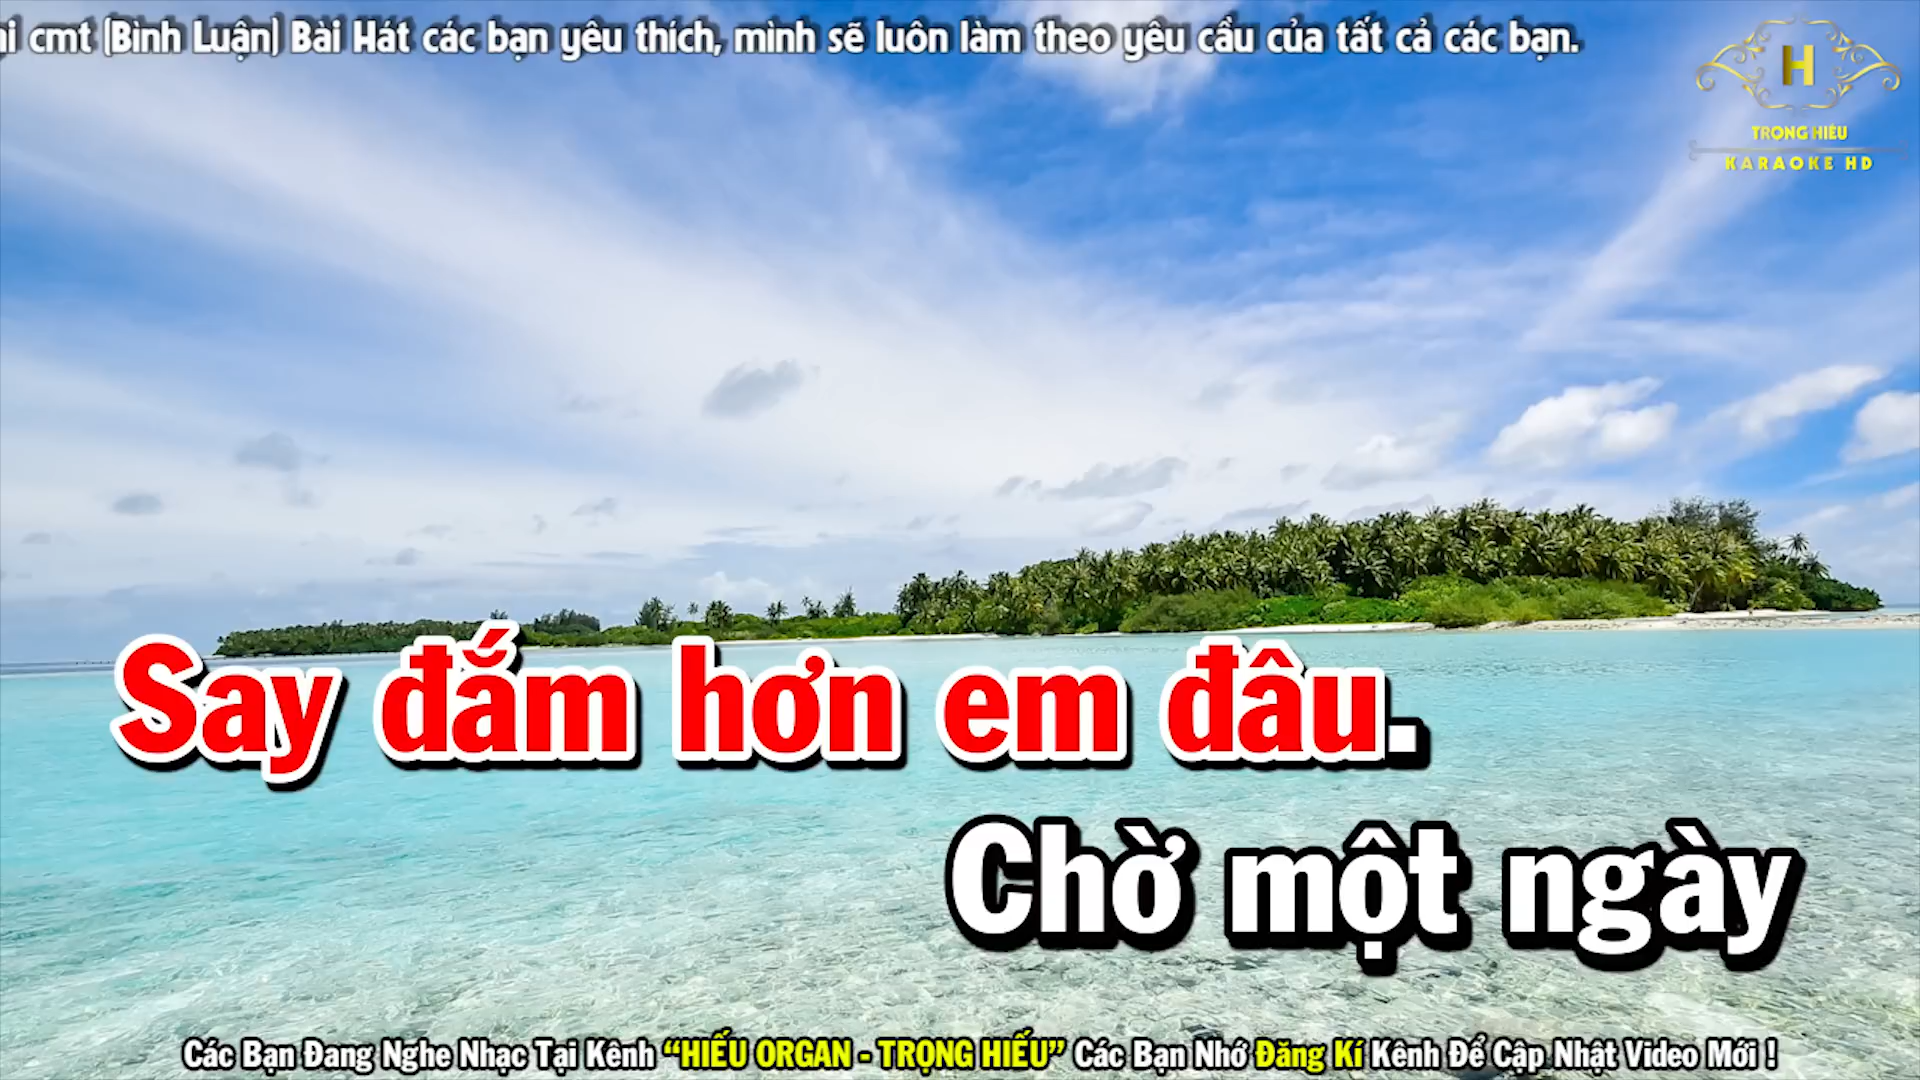 cmt (Bình Luận) Bài Hát các bạn yêu thích, mình sẽ luôn làm theo yêu cầu của tất cả các bạn.
H
TRỌNG HIẾU
KARAOKE HD
Say đắm hơn em đâu.
Chờ một ngày
Các Bạn Đang Nghe Nhạc Tại Kênh “HIẾU ORGAN - TRỌNG HIẾU” Các Bạn Nhớ Đăng Kí Kênh Để Cập Nhật Video Mới !